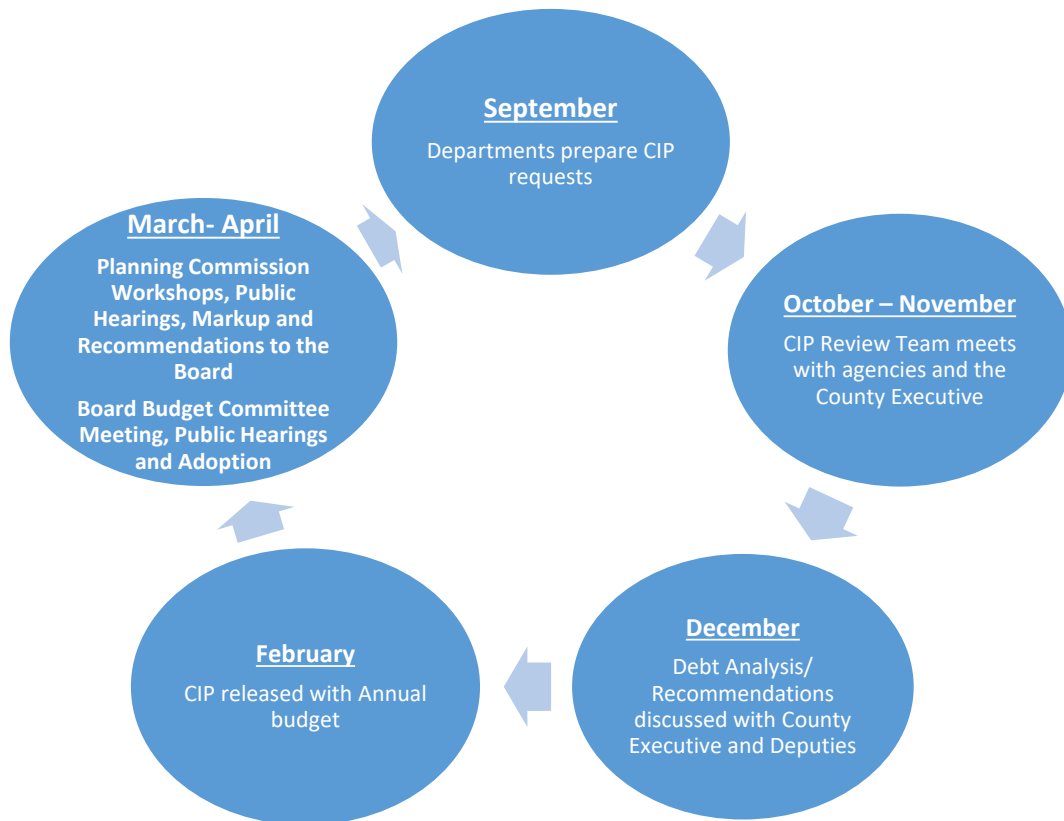 September
Departments prepare CIP
requests
October – November
CIP Review Team meets
with agencies and the
County Executive
December
Debt Analysis/
Recommendations
discussed with County
Executive and Deputies
February
CIP released with Annual
budget
March- April
Planning Commission
Workshops, Public
Hearings, Markup and
Recommendations to the
Board
Board Budget Committee
Meeting, Public Hearings
and Adoption